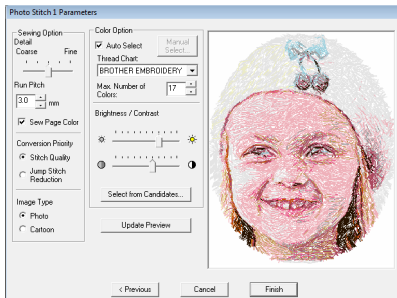 Photo Stitch 1 Parameters
Sewing Option
Detail
Coarse Fine
Run Pitch
3.0 mm
Sew Page Color
Conversion Priority
Stitch Quality
Jump Stitch
Reduction
Image Type
Photo
Cartoon
Color Option
Auto Select
Manual
Select...
Thread Chart:
BROTHER EMBROIDERY
Max. Number of
Colors:
17
Brightness / Contrast
Select from Candidates...
Update Preview
< Previous
Cancel
Finish